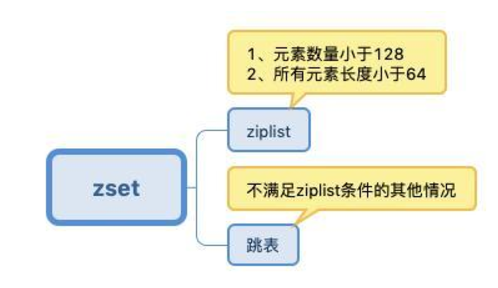 1、元素数量小于128
2、所有元素长度小于64
ziplist
zset
不满足ziplist条件的其他情况
跳表